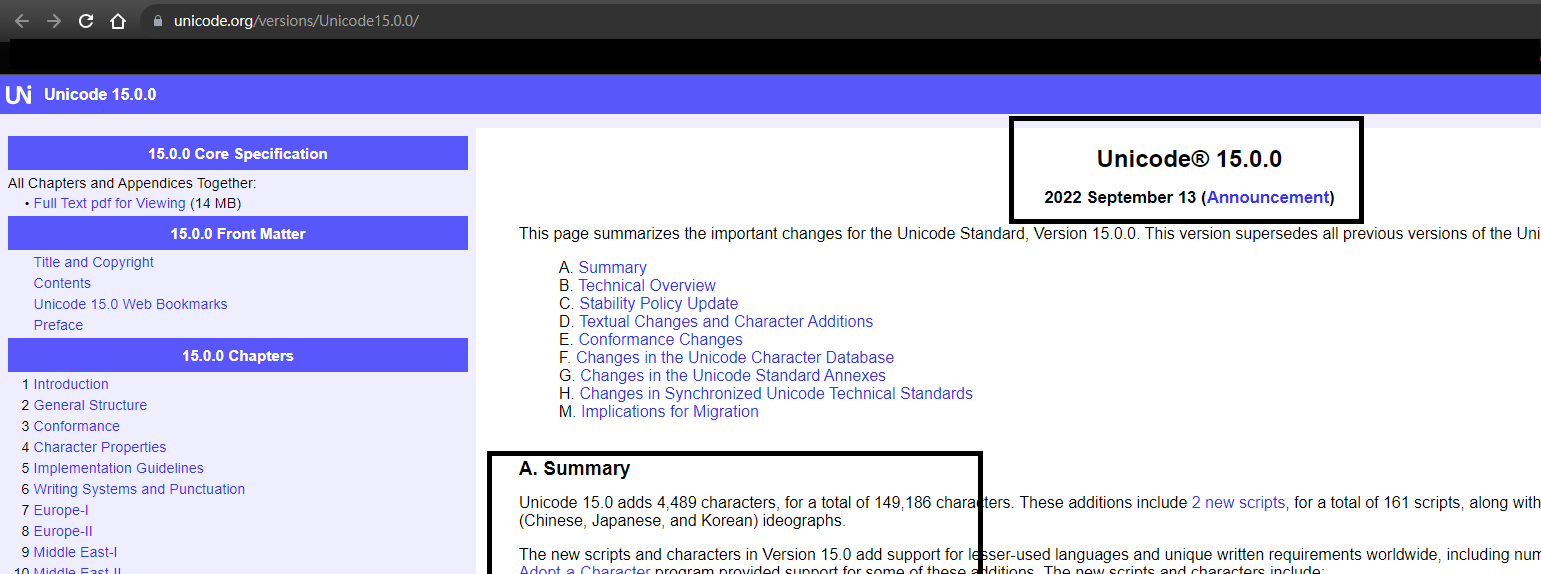 unicode.org/versions/Unicode15.0.0/
UNi Unicode 15.0.0
15.0.0 Core Specification
All Chapters and Appendices Together:
• Full Text pdf for Viewing (14 MB)
15.0.0 Front Matter
Title and Copyright
Contents
Unicode 15.0 Web Bookmarks
Preface
15.0.0 Chapters
1 Introduction
2 General Structure
3 Conformance
4 Character Properties
5 Implementation Guidelines
6 Writing Systems and Punctuation
7 Europe-I
8 Europe-II
9 Middle East-I
10 Middle East-II
Unicode® 15.0.0
2022 September 13 (Announcement)
This page summarizes the important changes for the Unicode Standard, Version 15.0.0. This version supersedes all previous versions of the Uni
A. Summary
B. Technical Overview
C. Stability Policy Update
D. Textual Changes and Character Additions
E. Conformance Changes
F. Changes in the Unicode Character Database
G. Changes in the Unicode Standard Annexes
H. Changes in Synchronized Unicode Technical Standards
M. Implications for Migration
A. Summary
Unicode 15.0 adds 4,489 characters, for a total of 149,186 characters. These additions include 2 new scripts, for a total of 161 scripts, along with
(Chinese, Japanese, and Korean) ideographs.
The new scripts and characters in Version 15.0 add support for lesser-used languages and unique written requirements worldwide, including num
Adopt a Character program provided support for some of these additions. The new scripts and characters include: